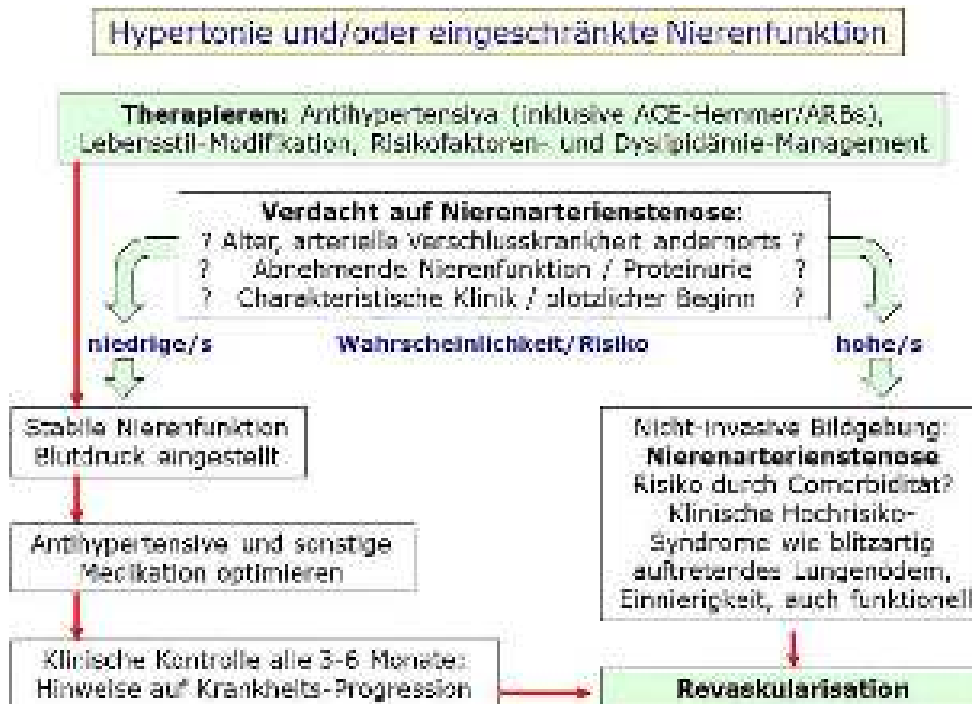 Hypertonie und/oder eingeschränkte Nierenfunktion
Therapieren: Antihypertensiva (inklusive ACE-Hemmer/ARBs),
Lebensstil-Modifikation, Risikofaktoren- und Dyslipidämie-Management
Verdacht auf Nierenarterienstenose:
? Alter, arterielle Verschlusskrankheit andernorts ?
? Abnehmende Nierenfunktion / Proteinurie ?
? Charakteristische Klinik / plötzlicher Beginn ?
niedrige/s Wahrscheinlichkeit/Risiko hohe/s
Stabile Nierenfunktion
Blutdruck eingestellt
Antihypertensive und sonstige
Medikation optimieren
Klinische Kontrolle alle 3-6 Monate:
Hinweise auf Krankheits-Progression
Nicht-invasive Bildgebung:
Nierenarterienstenose
Risiko durch Comorbidität?
Klinische Hochrisiko-
Syndrome wie blitzartig
auftretendes Lungenödem,
Einnierigkeit, auch funktionell
Revaskularisation